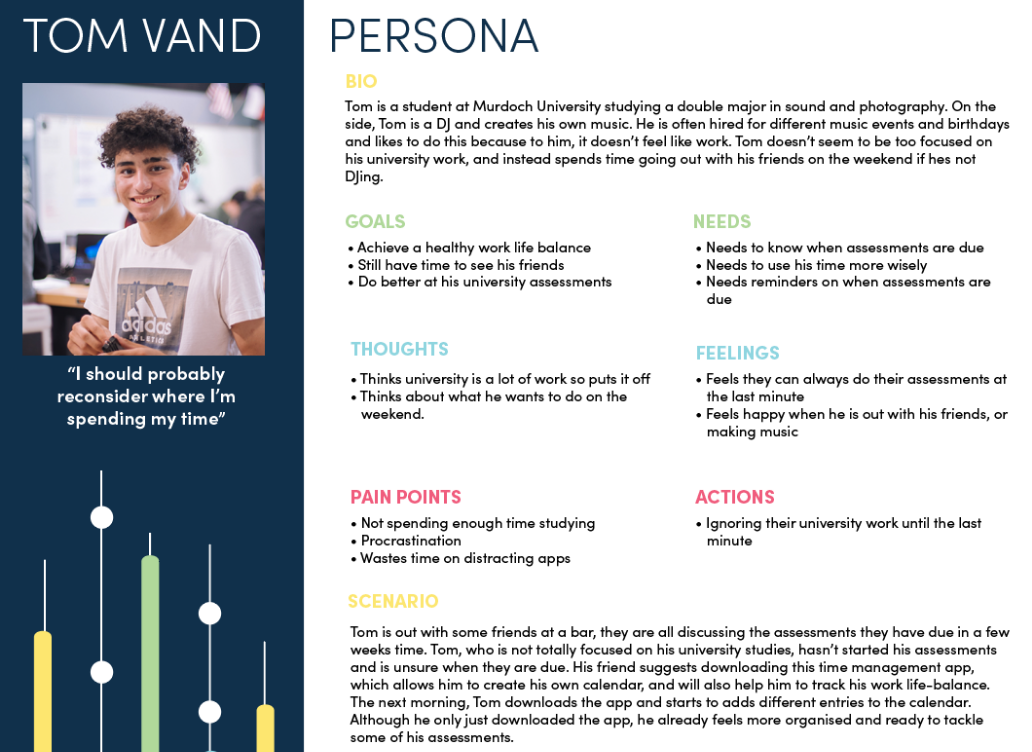 TOM VAND
PERSONA
BIO
Tom is a student at Murdoch University studying a double major in sound and photography. On the
side, Tom is a DJ and creates his own music. He is often hired for different music events and birthdays
and likes to do this because to him, it doesn't feel like work. Tom doesn't seem to be too focused on
his university work, and instead spends time going out with his friends on the weekend if hes not
DJing.
adidas
"I should probably
reconsider where I'm
spending my time"
GOALS
• Achieve a healthy work life balance
• Still have time to see his friends
• Do better at his university assessments
NEEDS
• Needs to know when assessments are due
• Needs to use his time more wisely
• Needs reminders on when assessments are
due
THOUGHTS
• Thinks university is a lot of work so puts it off
• Thinks about what he wants to do on the
weekend.
FEELINGS
• Feels they can always do their assessments at
the last minute
• Feels happy when he is out with his friends, or
making music
PAIN POINTS
• Not spending enough time studying
• Procrastination
• Wastes time on distracting apps
ACTIONS
• Ignoring their university work until the last
minute
SCENARIO
Tom is out with some friends at a bar, they are all discussing the assessments they have due in a few
weeks time. Tom, who is not totally focused on his university studies, hasn't started his assessments
and is unsure when they are due. His friend suggests downloading this time management app,
which allows him to create his own calendar, and will also help him to track his work life-balance.
The next morning, Tom downloads the app and starts to adds different entries to the calendar.
Although he only just downloaded the app, he already feels more organised and ready to tackle
some of his assessments.